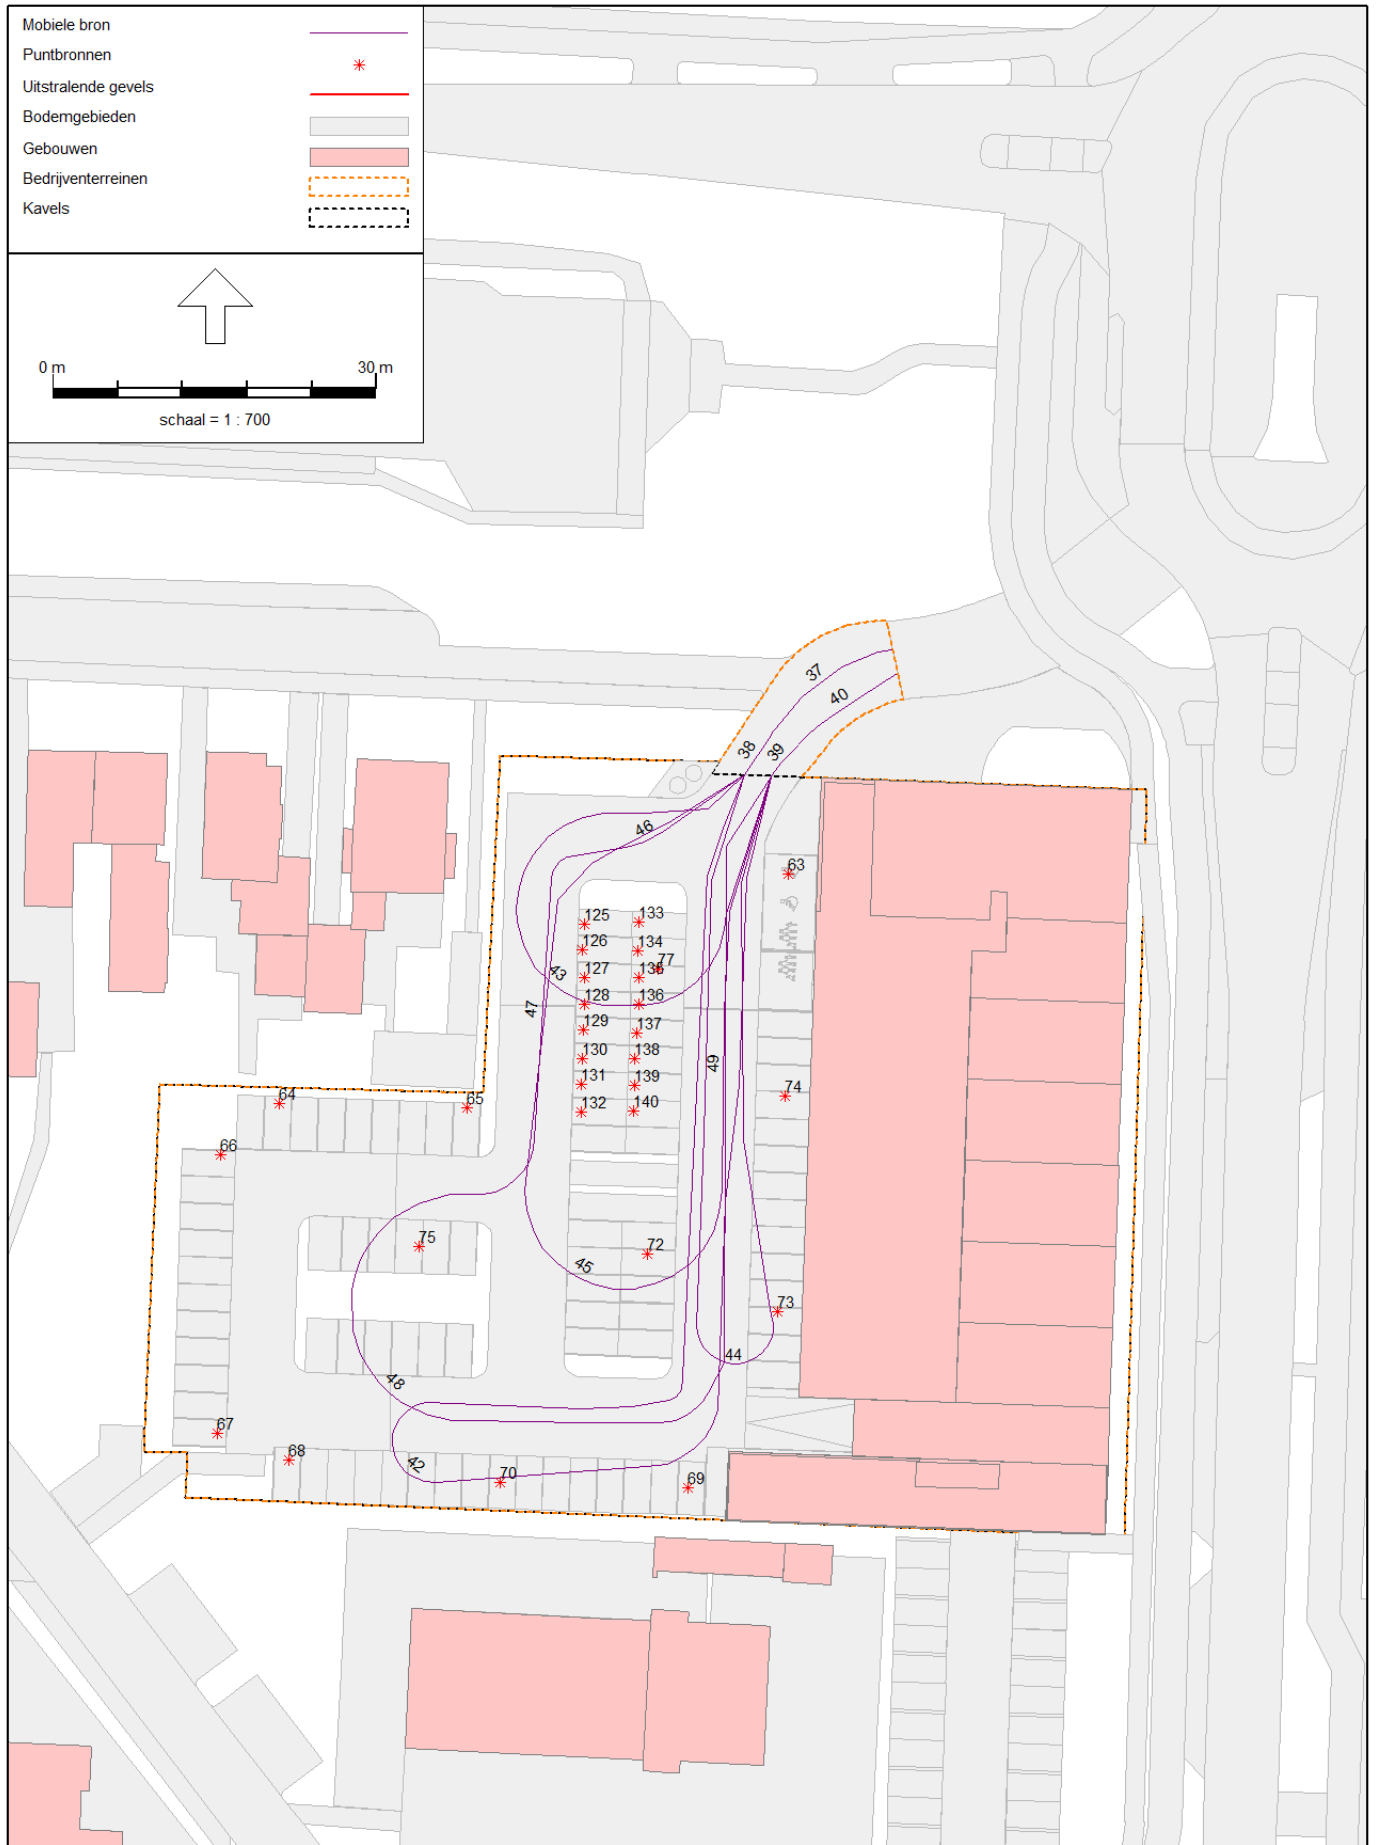 Mobiele bron
Puntbronnen
Uitstralende gevels
Bodemgebieden
Gebouwen
Bedrijventerreinen
Kavels
0 m 30 m
schaal = 1 : 700
37
40
38 39
46
63
125 133
126 134
43 127 135 77
47 128 136
129 137
130 138 49
131 139 74
64 65 132 140
66
75 72
45
73
44
48
67
68 42 70 69